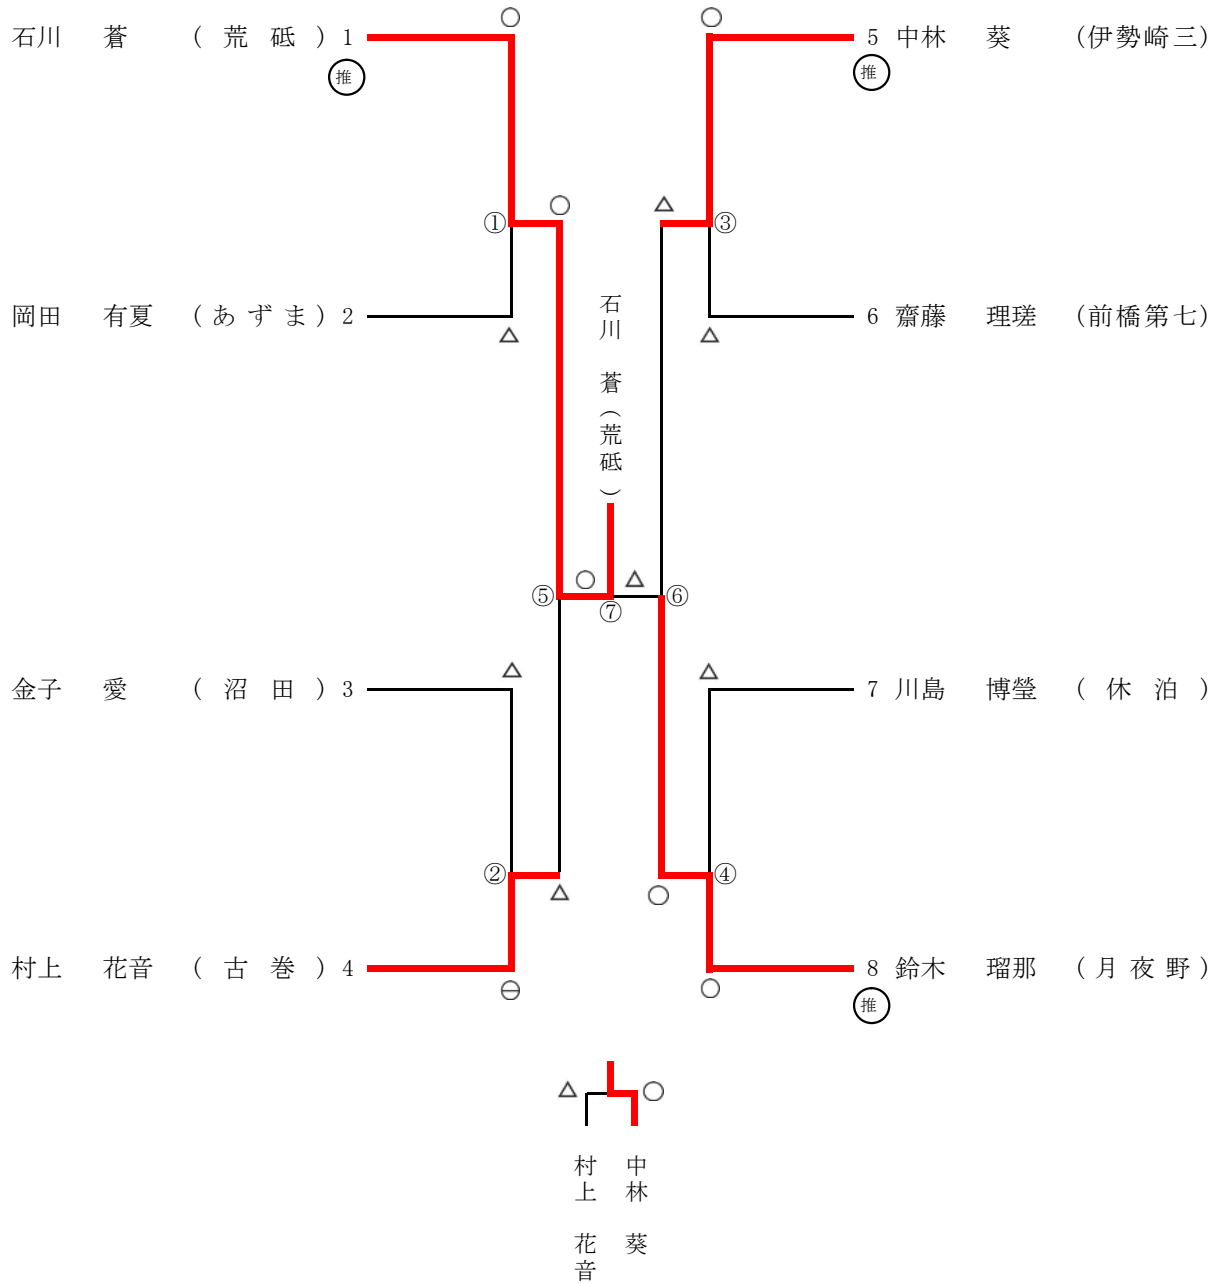 石川 蒼 (荒砥) 1
推
岡田 有夏 (あずま) 2
金子 愛 (沼田) 3
村上 花音 (古巻) 4
5 中林 葵 (伊勢崎三)
推
6 齋藤 理瑳 (前橋第七)
7 川島 博瑩 (休泊)
8 鈴木 瑠那 (月夜野)
推
①
②
③
④
⑤
⑥
⑦
石川 蒼(荒砥)
村上 花音
中林 葵